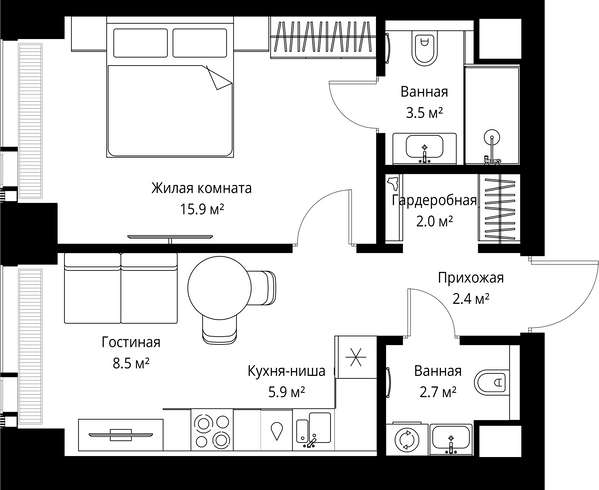 Ванная
3.5 м²
Жилая комната
15.9 м²
Гардеробная
2.0 м²
Прихожая
2.4 м²
Гостиная
8.5 м²
Кухня-ниша
5.9 м²
Ванная
2.7 м²